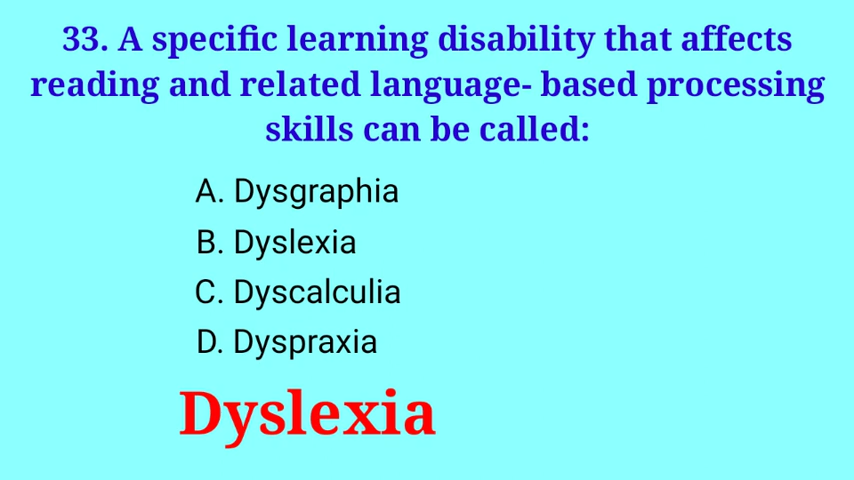 33. A specific learning disability that affects
reading and related language- based processing
skills can be called:
A. Dysgraphia
B. Dyslexia
C. Dyscalculia
D. Dyspraxia
Dyslexia